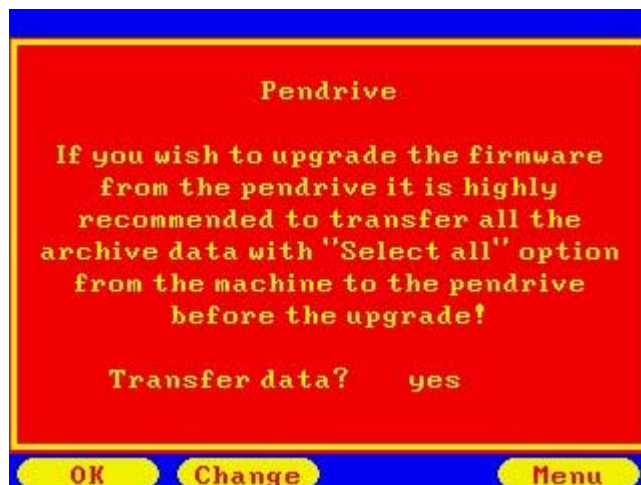 Pendrive
If you wish to upgrade the firmware
from the pendrive it is highly
recommended to transfer all the
archive data with "Select all" option
from the machine to the pendrive
before the upgrade!
Transfer data? yes
OK Change Menu